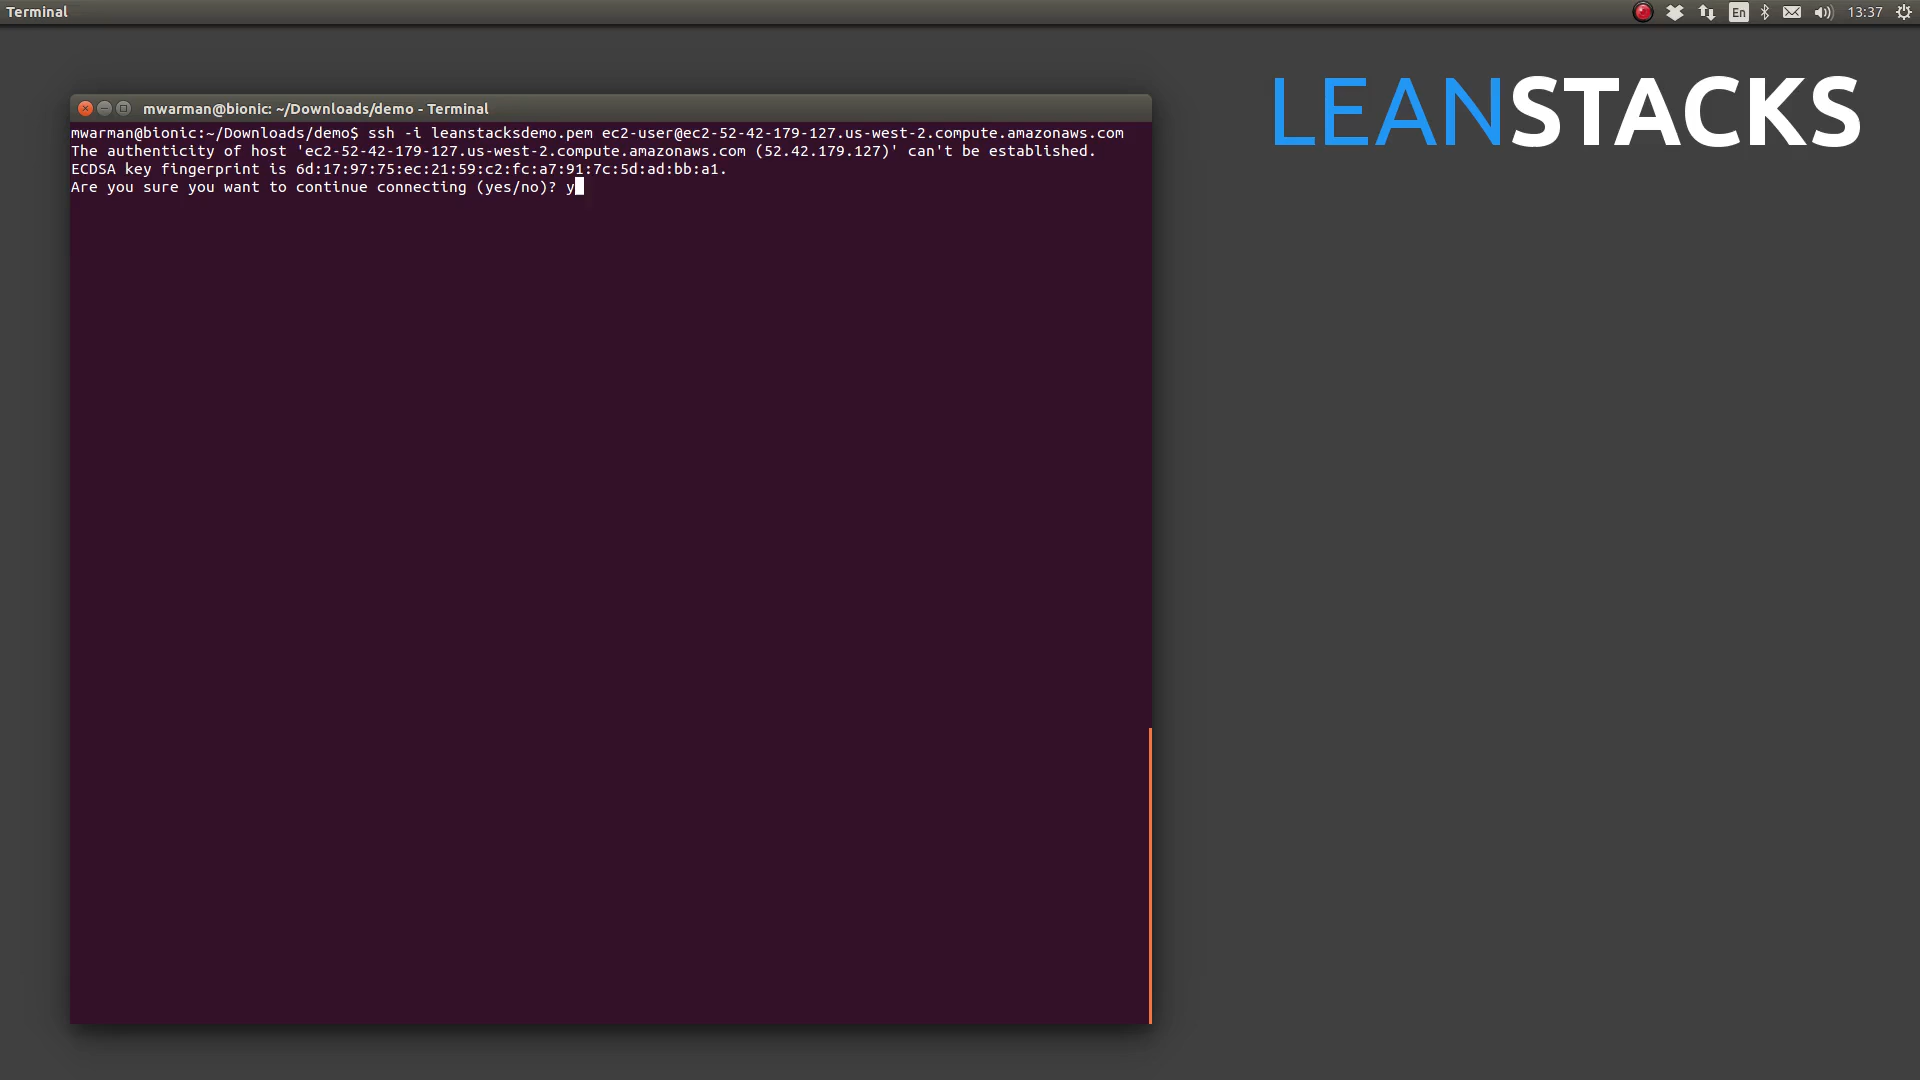 Terminal
En
13:37
LEANSTACKS
mwarman@bionic: ~/Downloads/demo - Terminal
mwarman@bionic:~/Downloads/demo$ ssh -i leanstacksdemo.pem ec2-user@ec2-52-42-179-127.us-west-2.compute.amazonaws.com
The authenticity of host 'ec2-52-42-179-127.us-west-2.compute.amazonaws.com (52.42.179.127)' can't be established.
ECDSA key fingerprint is 6d:17:97:75:ec:21:59:c2:fc:a7:91:7c:5d:ad:bb:a1.
Are you sure you want to continue connecting (yes/no)? y